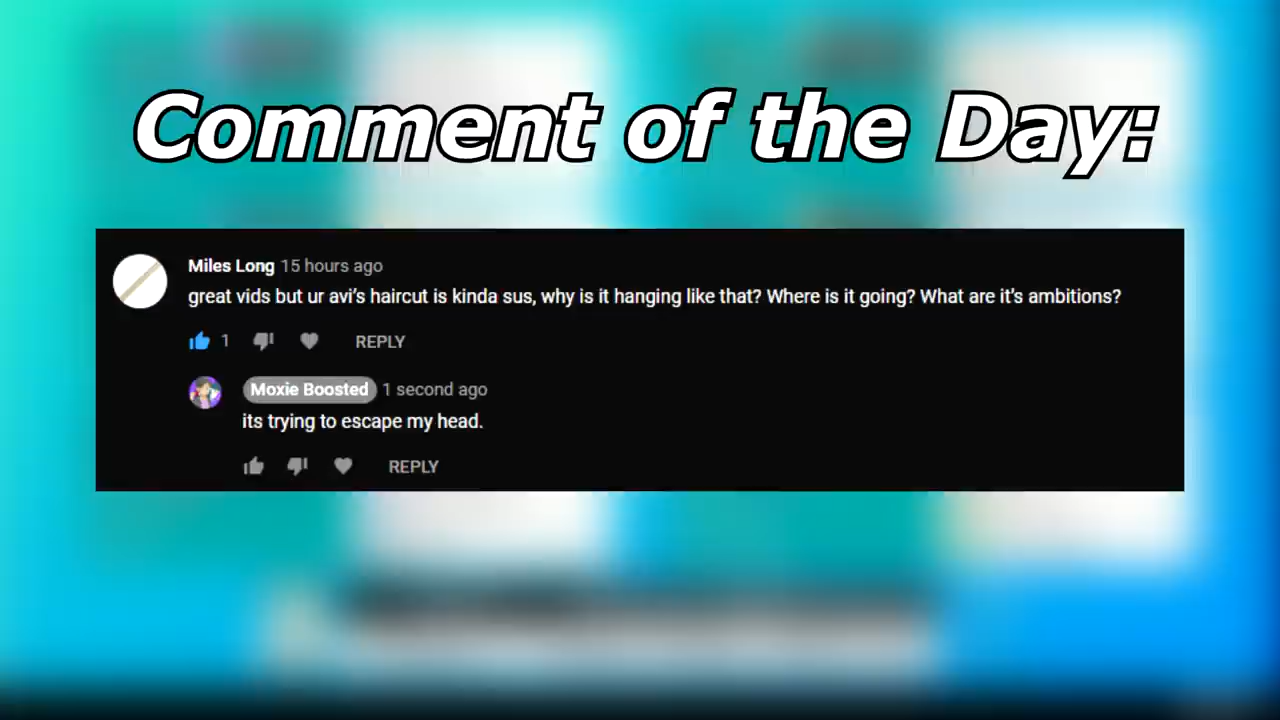 Comment of the Day:
Miles Long 15 hours ago
great vids but ur avi's haircut is kinda sus, why is it hanging like that? Where is it going? What are it's ambitions?
1 REPLY
Moxie Boosted 1 second ago
its trying to escape my head.
REPLY